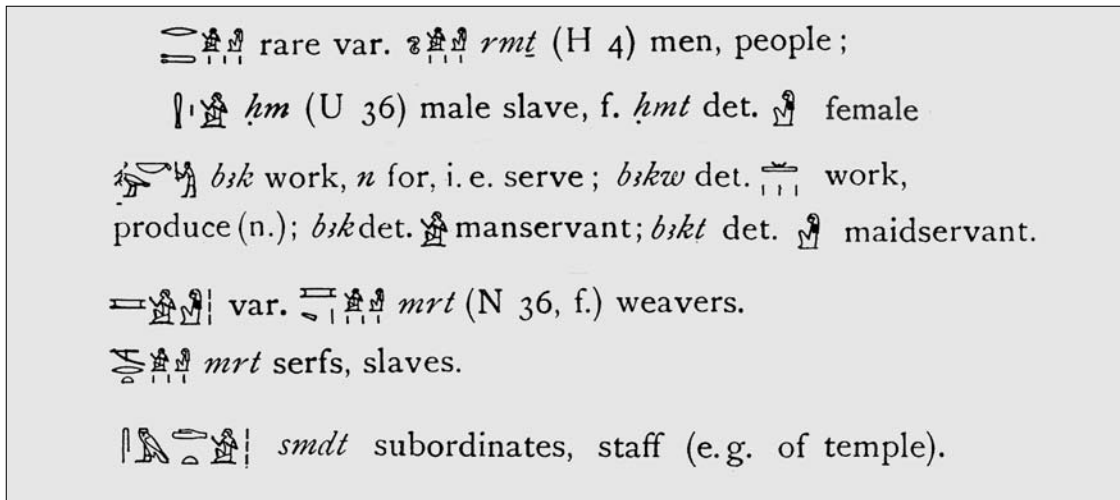 rare var. rmṯ (H 4) men, people;
ḥm (U 36) male slave, f. ḥmt det. female
bꜣk work, n for, i.e. serve; bꜣkw det. work,
produce (n.); bꜣk det. manservant; bꜣkt det. maidservant.
var. mrt (N 36, f.) weavers.
mrt serfs, slaves.
smdt subordinates, staff (e.g. of temple).